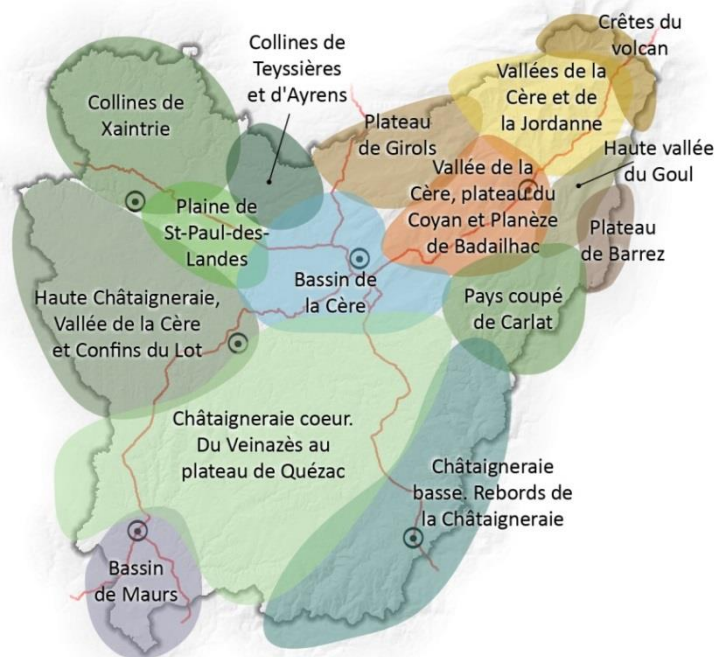 Crêtes du
volcan
Collines de
Teyssières
et d'Ayrens
Vallées de la
Cère et de
la Jordanne
Collines de
Xaintrie
Plateau
de Girols
Haute vallée
du Goul
Vallée de la
Cère, plateau du
Coyan et Planèze
de Badailhac
Plaine de
St-Paul-des-
Landes
Plateau
de Barrez
Bassin de
la Cère
Haute Châtaigneraie,
Vallée de la Cère
et Confins du Lot
Pays coupé
de Carlat
Châtaigneraie coeur.
Du Veinazès au
plateau de Quézac
Châtaigneraie
basse. Rebords de
la Châtaigneraie
Bassin
de Maurs